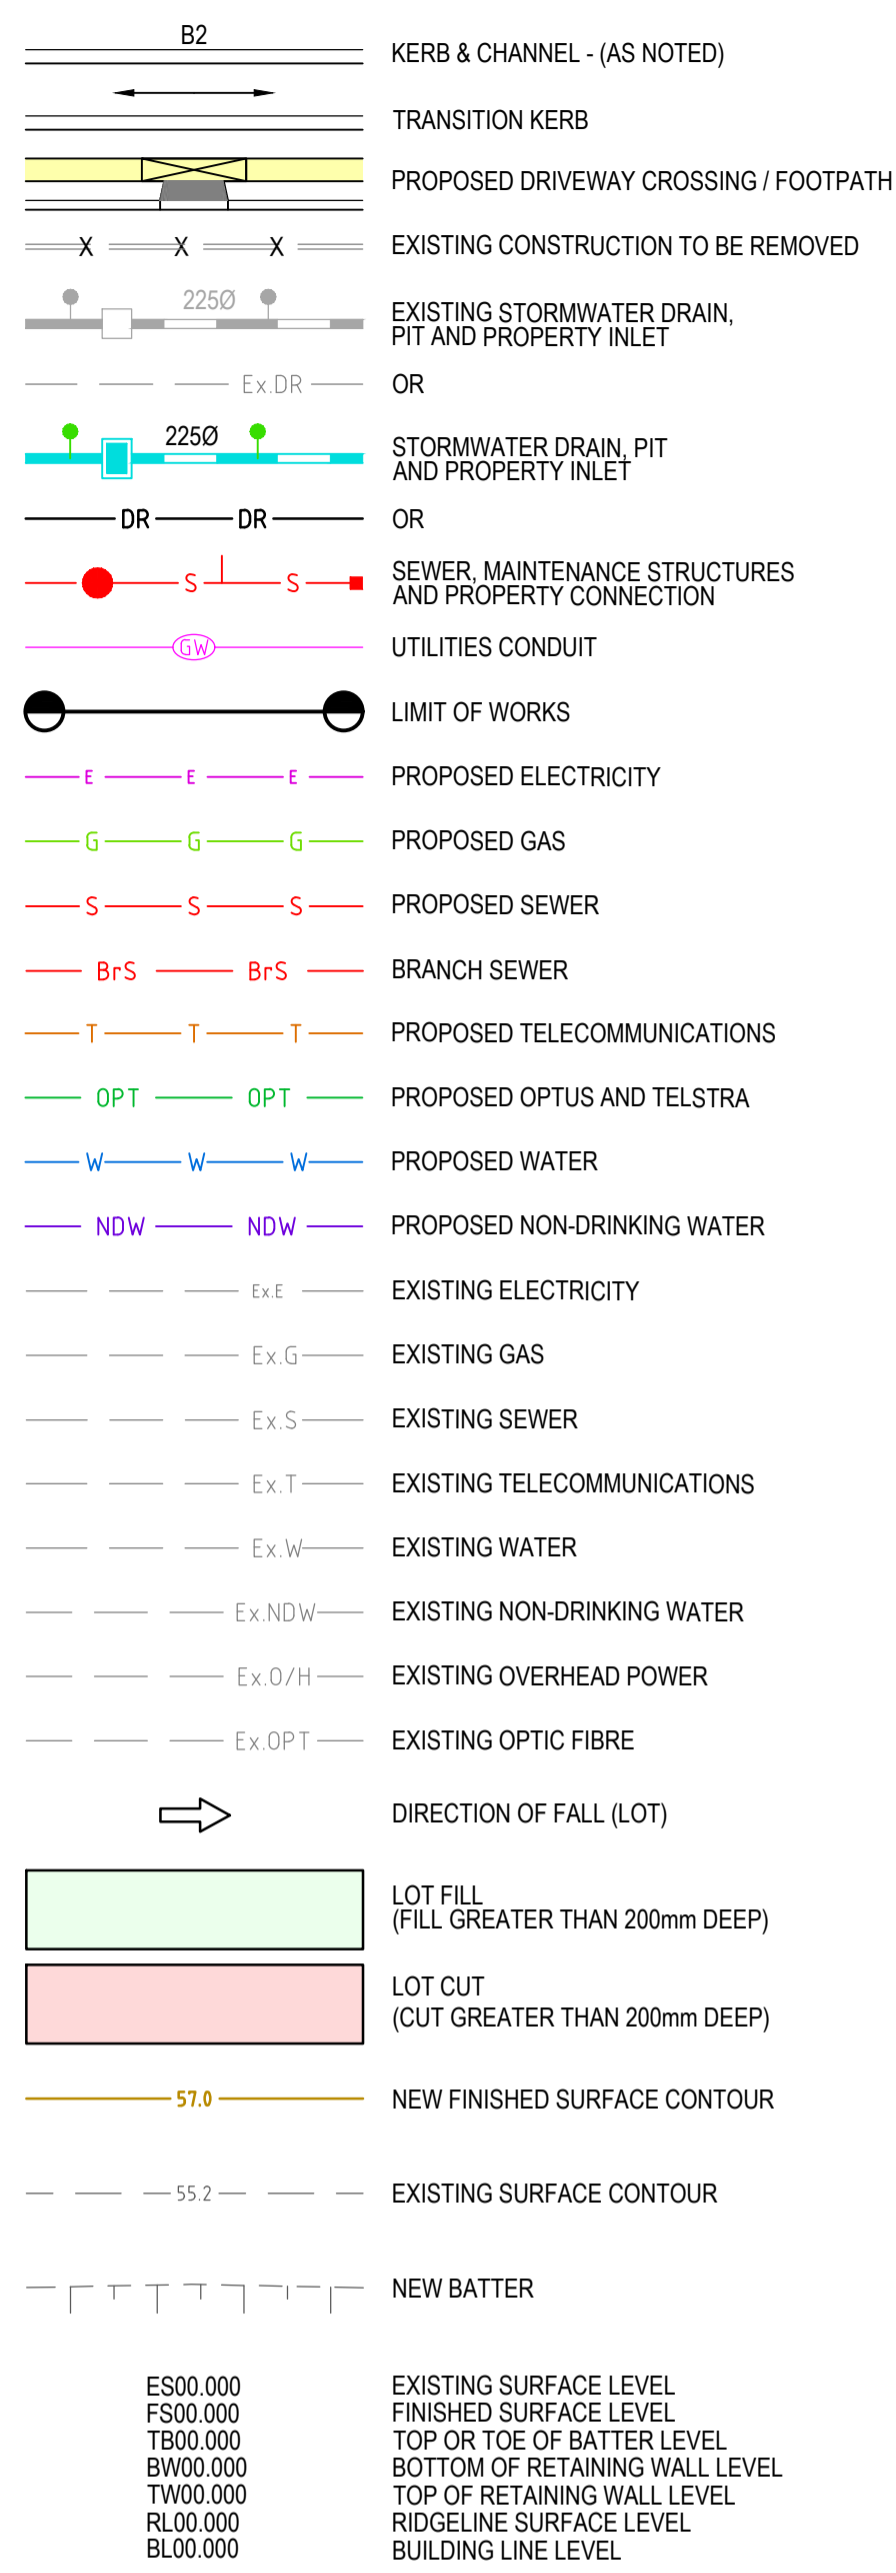 B2
KERB & CHANNEL - (AS NOTED)
TRANSITION KERB
PROPOSED DRIVEWAY CROSSING / FOOTPATH
X X X
EXISTING CONSTRUCTION TO BE REMOVED
225Ø
EXISTING STORMWATER DRAIN,
PIT AND PROPERTY INLET
Ex.DR
OR
225Ø
STORMWATER DRAIN, PIT
AND PROPERTY INLET
DR DR
OR
S S
SEWER, MAINTENANCE STRUCTURES
AND PROPERTY CONNECTION
GW
UTILITIES CONDUIT
LIMIT OF WORKS
E E E
PROPOSED ELECTRICITY
G G G
PROPOSED GAS
S S S
PROPOSED SEWER
BrS BrS
BRANCH SEWER
T T T
PROPOSED TELECOMMUNICATIONS
OPT OPT
PROPOSED OPTUS AND TELSTRA
W W W
PROPOSED WATER
NDW NDW
PROPOSED NON-DRINKING WATER
Ex.E
EXISTING ELECTRICITY
Ex.G
EXISTING GAS
Ex.S
EXISTING SEWER
Ex.T
EXISTING TELECOMMUNICATIONS
Ex.W
EXISTING WATER
Ex.NDW
EXISTING NON-DRINKING WATER
Ex.O/H
EXISTING OVERHEAD POWER
Ex.OPT
EXISTING OPTIC FIBRE
DIRECTION OF FALL (LOT)
LOT FILL
(FILL GREATER THAN 200mm DEEP)
LOT CUT
(CUT GREATER THAN 200mm DEEP)
57.0
NEW FINISHED SURFACE CONTOUR
55.2
EXISTING SURFACE CONTOUR
NEW BATTER
ES00.000 EXISTING SURFACE LEVEL
FS00.000 FINISHED SURFACE LEVEL
TB00.000 TOP OR TOE OF BATTER LEVEL
BW00.000 BOTTOM OF RETAINING WALL LEVEL
TW00.000 TOP OF RETAINING WALL LEVEL
RL00.000 RIDGELINE SURFACE LEVEL
BL00.000 BUILDING LINE LEVEL